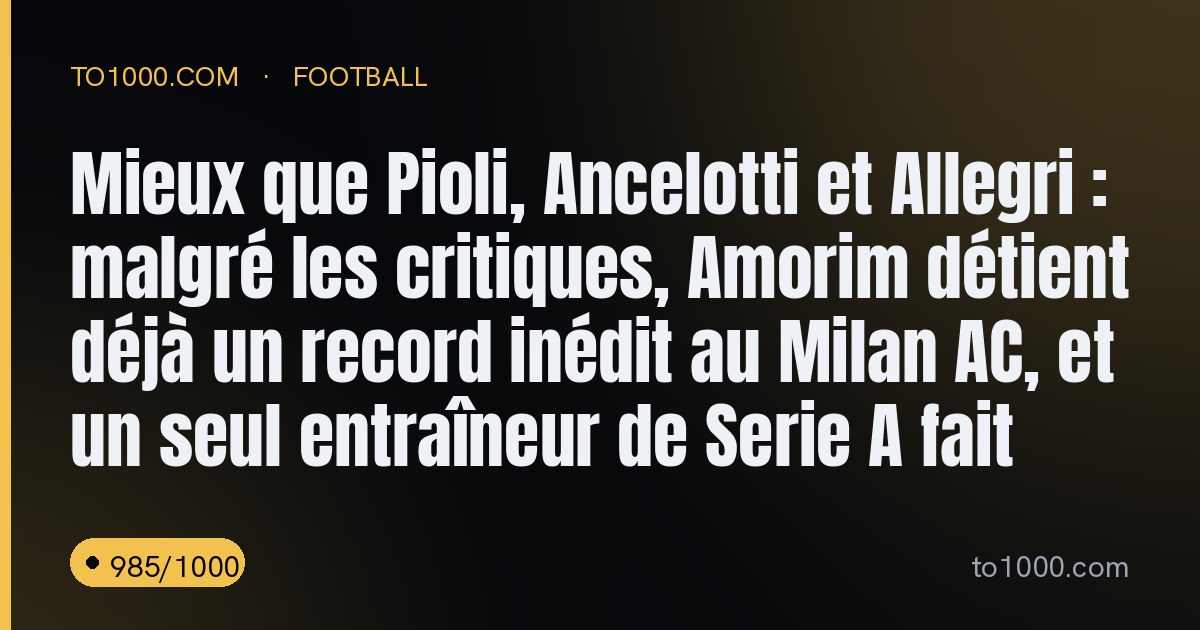 TO1000.COM · FOOTBALL
Mieux que Pioli, Ancelotti et Allegri :
malgré les critiques, Amorim détient
déjà un record inédit au Milan AC, et
un seul entraîneur de Serie A fait
985/1000
to1000.com